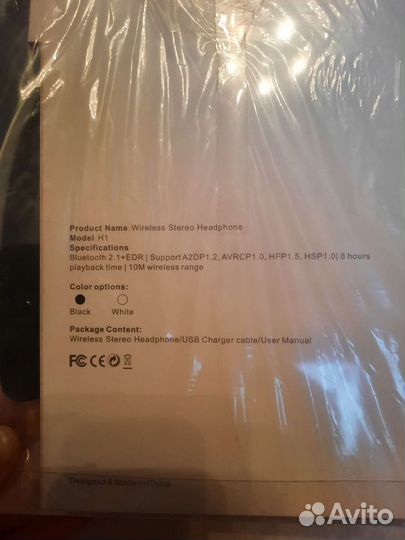 Product Name Wireless Stereo Headphone
Model H1
Specifications
Bluetooth 2.1+EDR | Support A2DP1.2, AVRCP1.0, HFP1.5, HSP1.0| 8 hours
playback time | 10M wireless range
Color options:
Black White
Package Content:
Wireless Stereo Headphone/USB Charger cable/User Manual
FC CE
Designed & Made in China
Avito